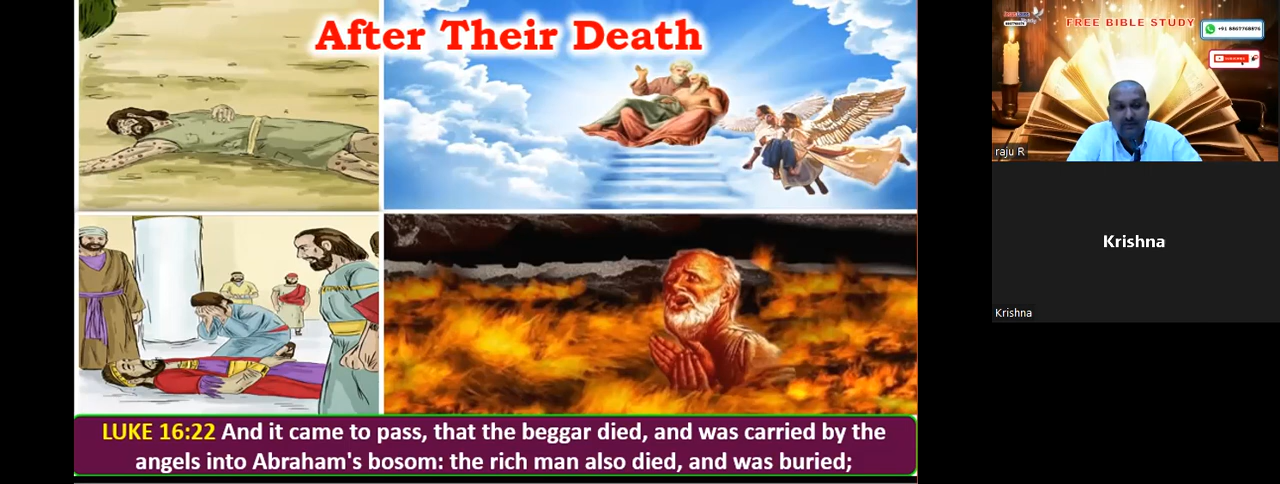 After Their Death
LUKE 16:22 And it came to pass, that the beggar died, and was carried by the
angels into Abraham's bosom: the rich man also died, and was buried;
FREE BIBLE STUDY
+91 8867768876
raju R
Krishna
Krishna